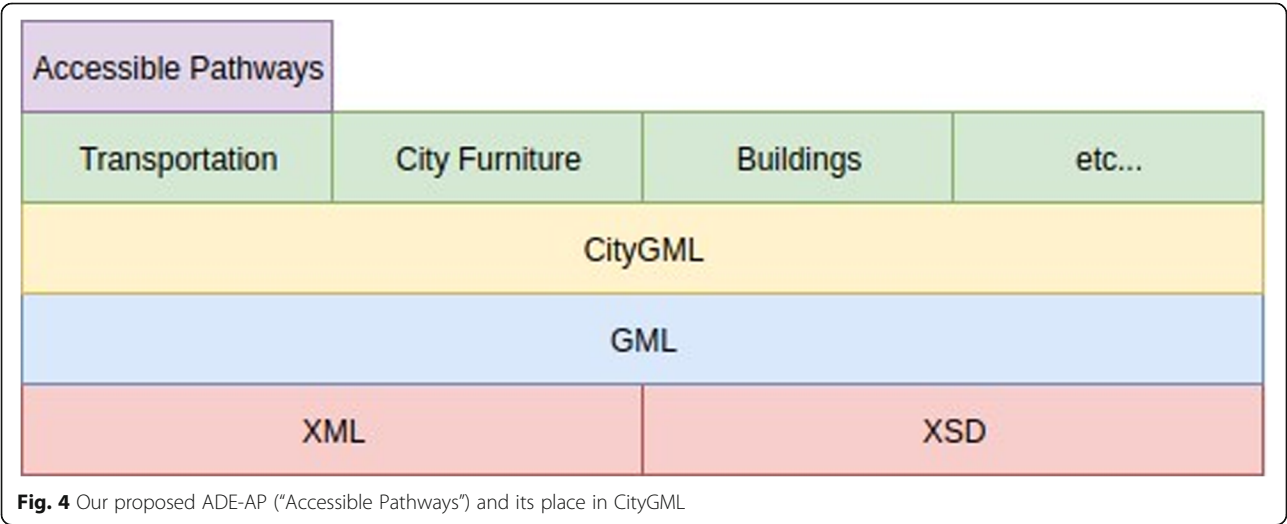 Accessible Pathways
Transportation City Furniture Buildings etc...
CityGML
GML
XML XSD
Fig. 4 Our proposed ADE-AP (“Accessible Pathways”) and its place in CityGML